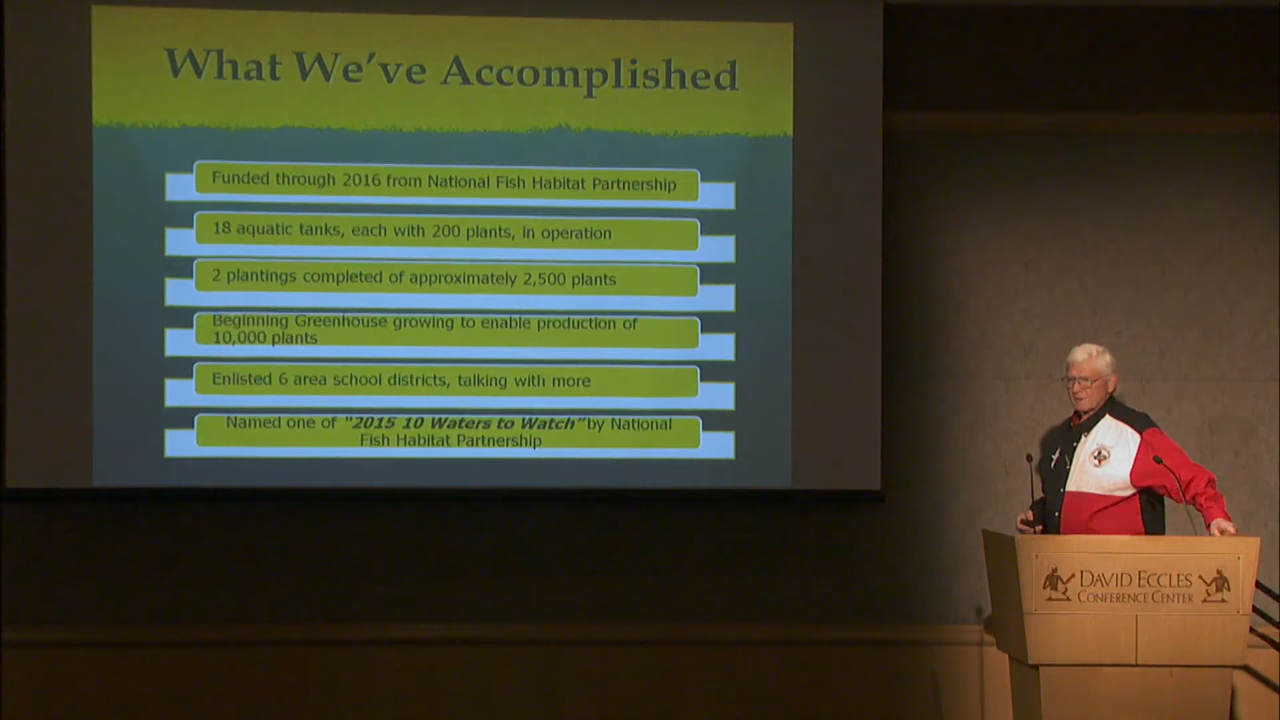 What We've Accomplished
Funded through 2016 from National Fish Habitat Partnership
18 aquatic tanks, each with 200 plants, in operation
2 plantings completed of approximately 2,500 plants
Beginning Greenhouse growing to enable production of
10,000 plants
Enlisted 6 area school districts, talking with more
Named one of "2015 10 Waters to Watch"by National
Fish Habitat Partnership
DAVID ECCLES
CONFERENCE CENTER